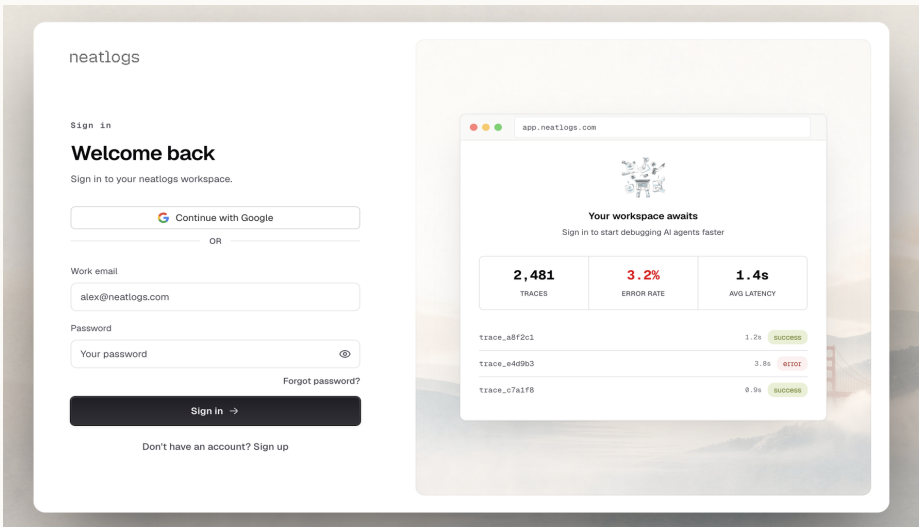 neatlogs
Sign in
Welcome back
Sign in to your neatlogs workspace.
Continue with Google
OR
Work email
alex@neatlogs.com
Password
Your password
Forgot password?
Sign in →
Don't have an account? Sign up
app.neatlogs.com
Your workspace awaits
Sign in to start debugging AI agents faster
2,481 3.2% 1.4s
TRACES ERROR RATE AVG LATENCY
trace_a8f2c1 1.2s success
trace_e4d9b3 3.8s error
trace_c7a1f8 0.9s success